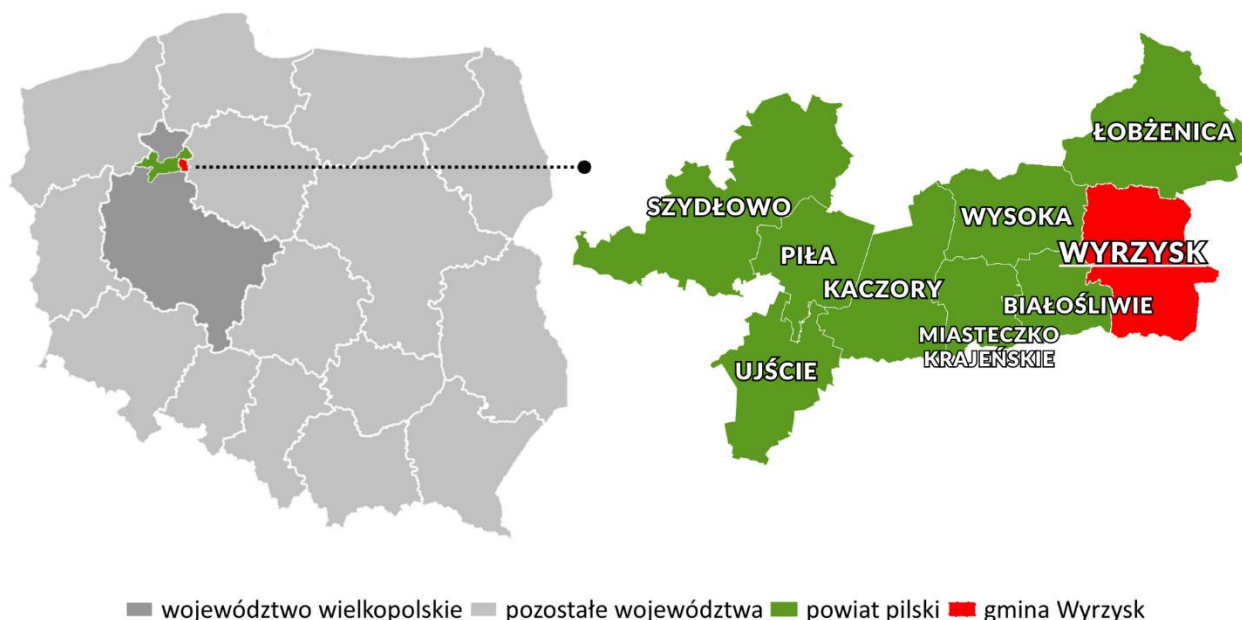 ŁOBŻENICA
SZYDŁOWO
WYSOKA
PIŁA
WYRZYSK
KACZORY
BIAŁOŚLIWIE
MIASTECZKO
KRAJEŃSKIE
UJŚCIE
województwo wielkopolskie
pozostałe województwa
powiat pilski
gmina Wyrzysk